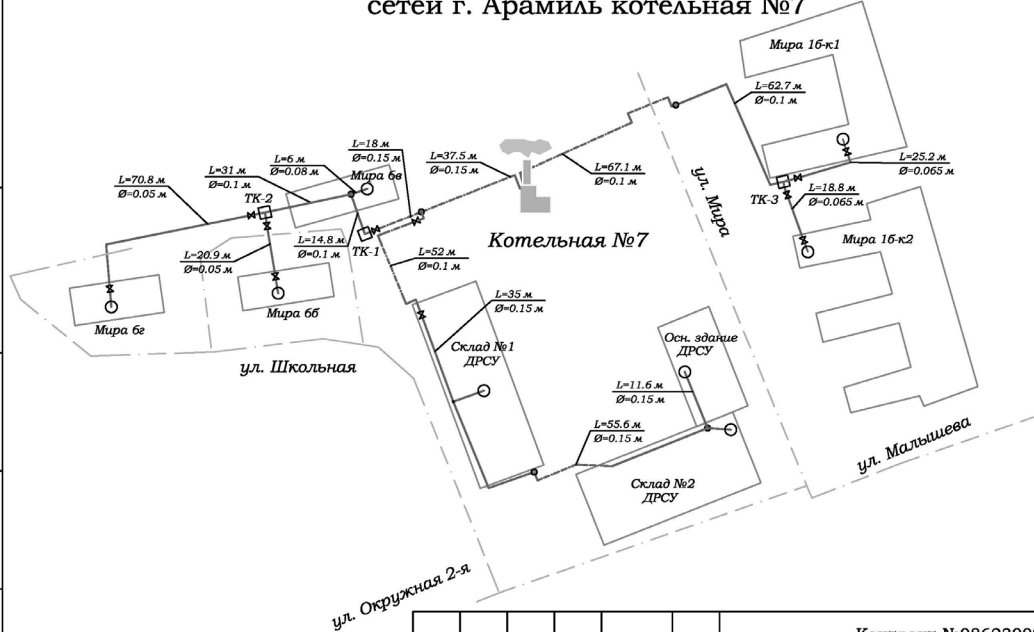 сетей г. Арамиль котельная №7
Мира 1б-к1
L=62.7 м
Ø=0.1 м
L=18 м
Ø=0.15 м
L=6 м
Ø=0.08 м
L=37.5 м
Ø=0.15 м
L=25.2 м
Ø=0.065 м
L=31 м
Ø=0.1 м
Мира 6в
L=67.1 м
Ø=0.1 м
L=70.8 м
Ø=0.05 м
ТК-2
ТК-3
L=18.8 м
Ø=0.065 м
ул. Мира
L=14.8 м
Ø=0.1 м
ТК-1
Котельная №7
Мира 1б-к2
L=20.9 м
Ø=0.05 м
L=52 м
Ø=0.1 м
L=35 м
Ø=0.15 м
Мира 6г
Мира 6б
Склад №1
ДРСУ
Осн. здание
ДРСУ
ул. Школьная
L=11.6 м
Ø=0.15 м
L=55.6 м
Ø=0.15 м
ул. Малышева
Склад №2
ДРСУ
ул. Окружная 2-я